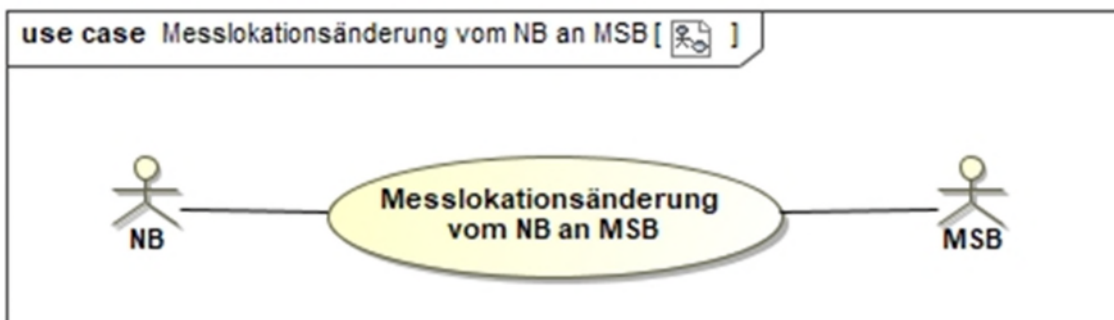 use case Messlokationsänderung vom NB an MSB [ ]
Messlokationsänderung
vom NB an MSB
NB
MSB